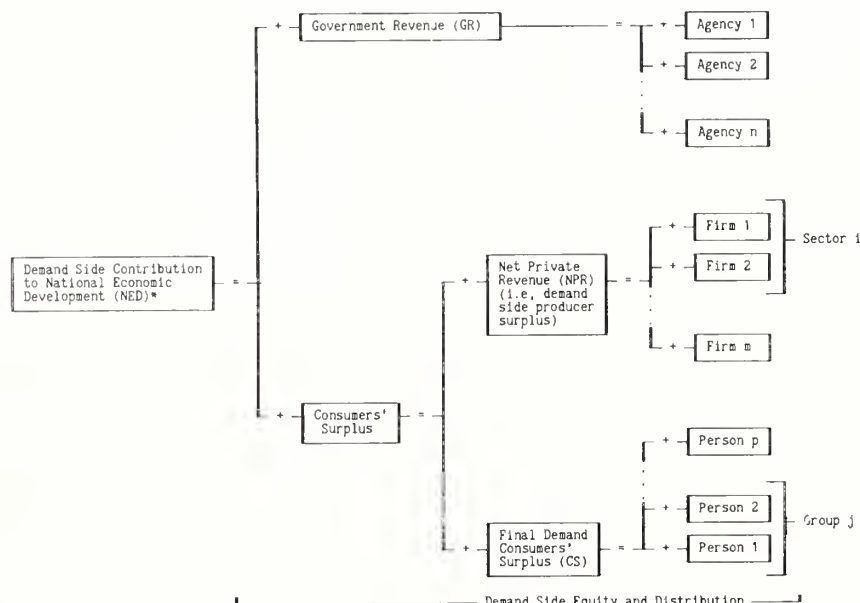 + Government Revenue (GR) = + Agency 1
+ Agency 2
+ Agency n
Demand Side Contribution
to National Economic
Development (NED)*
=
+ Net Private
Revenue (NPR)
(i.e, demand
side producer
surplus)
=
+ Firm 1
+ Firm 2
Sector i
+ Firm m
+ Consumers'
Surplus
=
+ Person p
+ Person 2
+ Person 1
Group j
+ Final Demand
Consumers'
Surplus (CS)
=
Demand Side Equity and Distribution